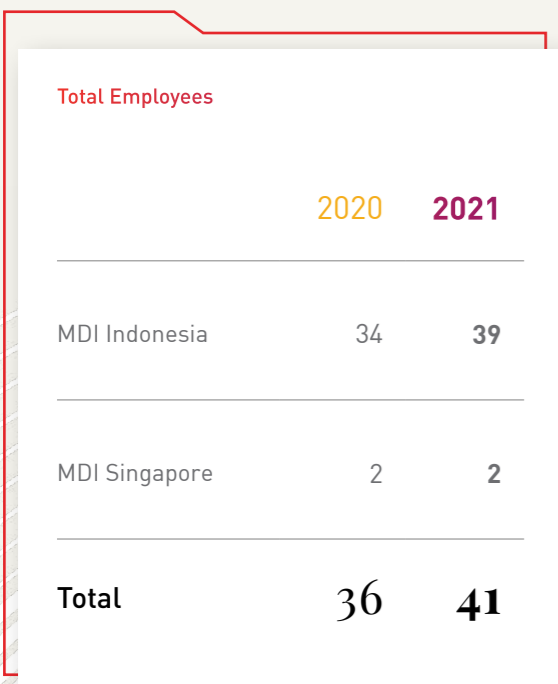 Total Employees
2020 2021
MDI Indonesia 34 39
MDI Singapore 2 2
Total 36 41